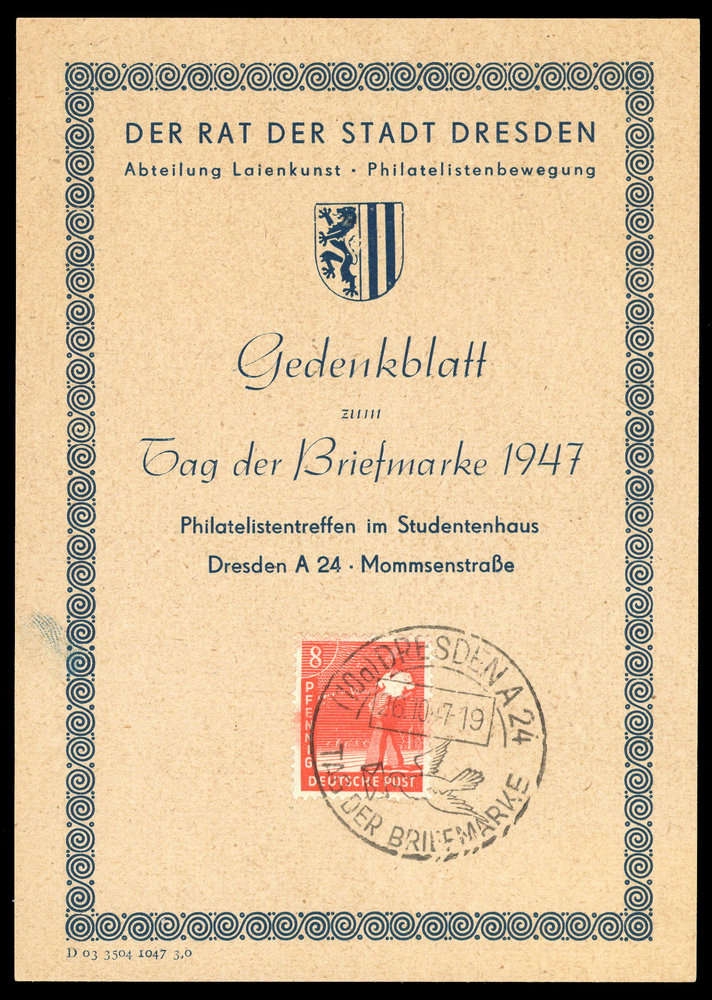 DER RAT DER STADT DRESDEN
Abteilung Laienkunst · Philatelistenbewegung
Gedenkblatt
zum
Tag der Briefmarke 1947
Philatelistentreffen im Studentenhaus
Dresden A 24 · Mommsenstraße
8
PFENNIG
DEUTSCHE POST
(10a) DRESDEN A 24
26.10.47-19
TAG DER BRIEFMARKE
D 03 3504 1047 3,0